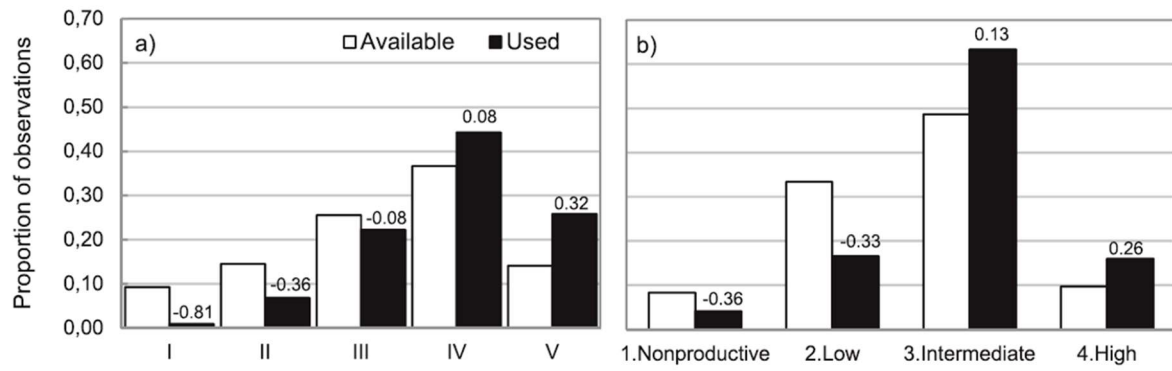 Proportion of observations
0,70
0,60
0,50
0,40
0,30
0,20
0,10
0,00
a)
Available Used
-0.81
-0.36
-0.08
0.08
0.32
I II III IV V
b)
-0.36
-0.33
0.13
0.26
1.Nonproductive 2.Low 3.Intermediate 4.High